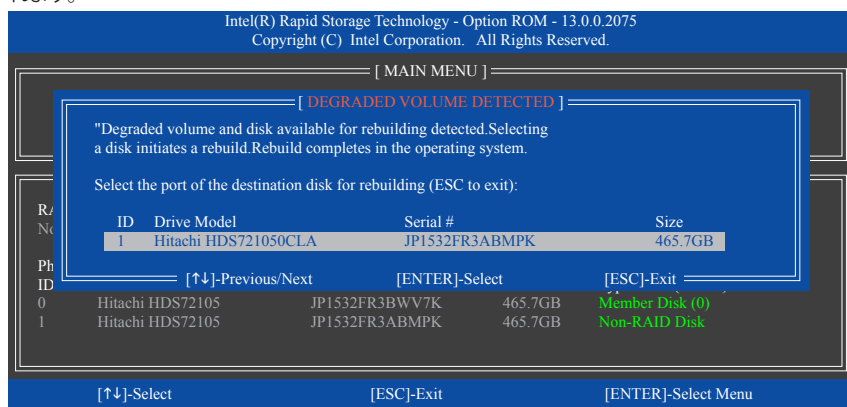 Intel(R) Rapid Storage Technology - Option ROM - 13.0.0.2075
Copyright (C) Intel Corporation. All Rights Reserved.
[ MAIN MENU ]
[ DEGRADED VOLUME DETECTED ]
"Degraded volume and disk available for rebuilding detected.Selecting
a disk initiates a rebuild.Rebuild completes in the operating system.
Select the port of the destination disk for rebuilding (ESC to exit):
ID Drive Model Serial # Size
1 Hitachi HDS721050CLA JP1532FR3ABMPK 465.7GB
[↑↓]-Previous/Next [ENTER]-Select [ESC]-Exit
ID
0 Hitachi HDS72105 JP1532FR3BWV7K 465.7GB Member Disk (0)
1 Hitachi HDS72105 JP1532FR3ABMPK 465.7GB Non-RAID Disk
[↑↓]-Select [ESC]-Exit [ENTER]-Select Menu